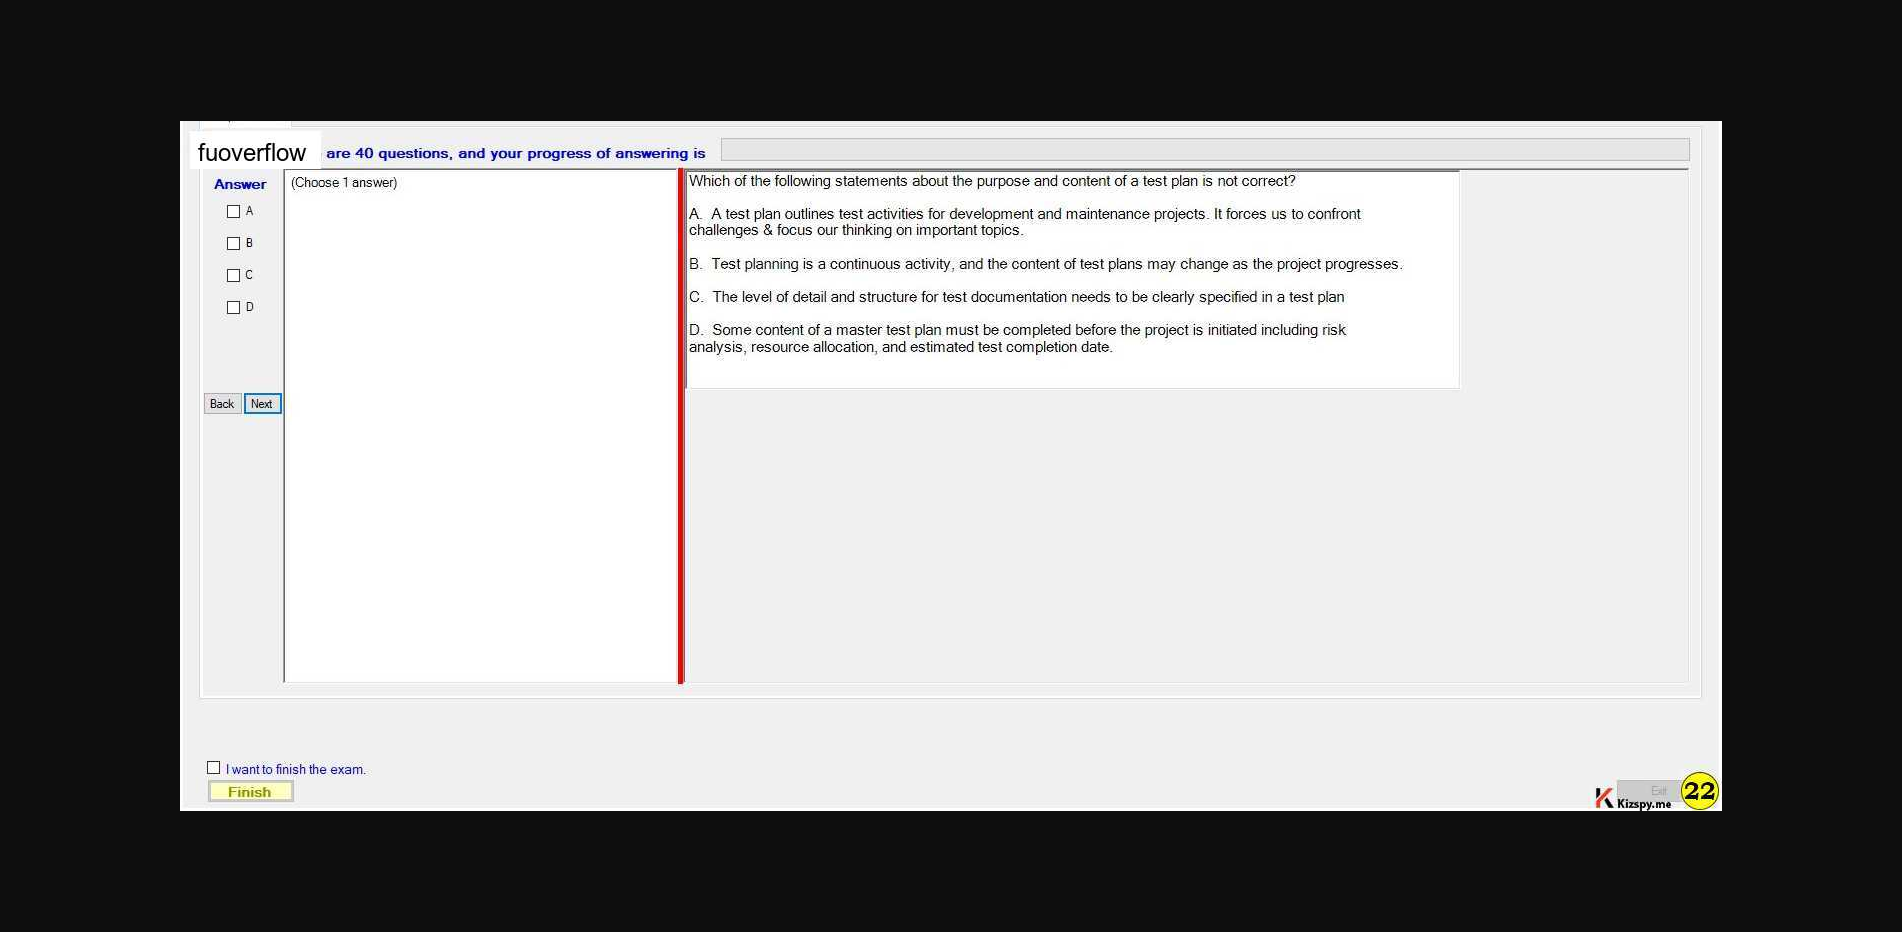 fuoverflow are 40 questions, and your progress of answering is
Answer
A
B
C
D
Back Next
(Choose 1 answer)
Which of the following statements about the purpose and content of a test plan is not correct?
A. A test plan outlines test activities for development and maintenance projects. It forces us to confront
challenges & focus our thinking on important topics.
B. Test planning is a continuous activity, and the content of test plans may change as the project progresses.
C. The level of detail and structure for test documentation needs to be clearly specified in a test plan
D. Some content of a master test plan must be completed before the project is initiated including risk
analysis, resource allocation, and estimated test completion date.
I want to finish the exam.
Finish
Exit
Kizspy.me
22